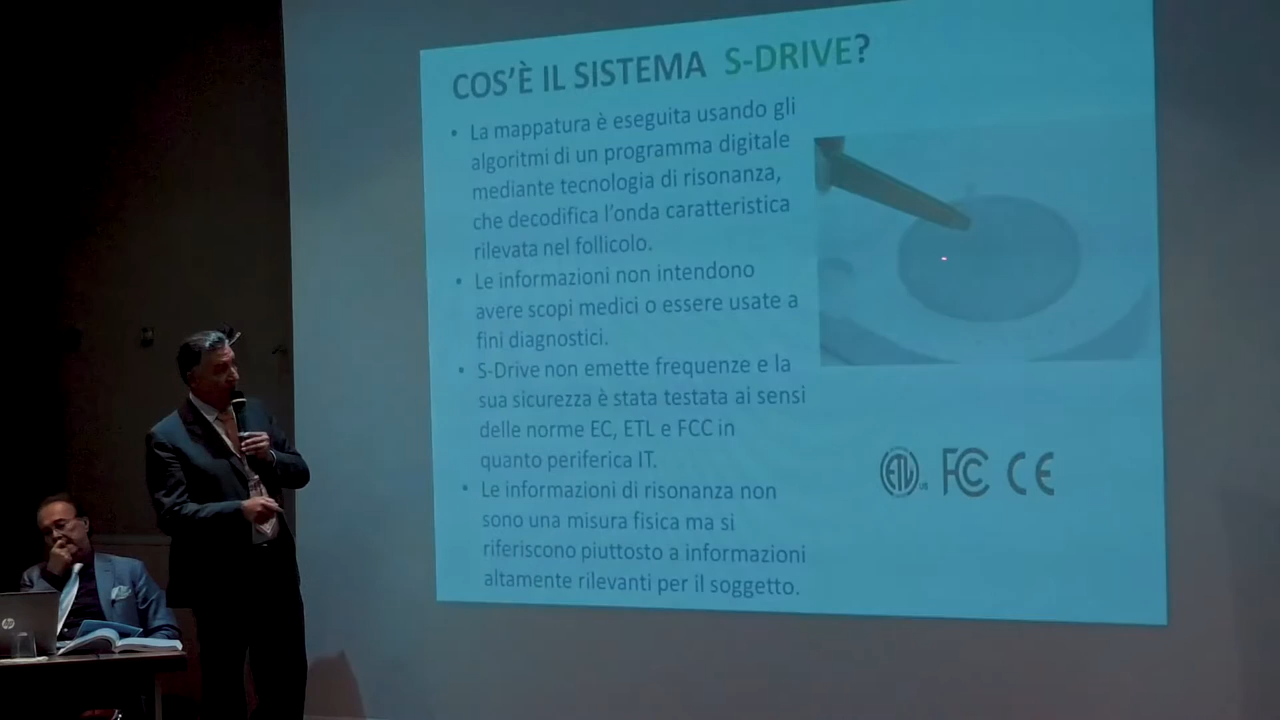 COS'È IL SISTEMA S-DRIVE?
• La mappatura è eseguita usando gli
algoritmi di un programma digitale
mediante tecnologia di risonanza,
che decodifica l'onda caratteristica
rilevata nel follicolo.
• Le informazioni non intendono
avere scopi medici o essere usate a
fini diagnostici.
• S-Drive non emette frequenze e la
sua sicurezza è stata testata ai sensi
delle norme EC, ETL e FCC in
quanto periferica IT.
• Le informazioni di risonanza non
sono una misura fisica ma si
riferiscono piuttosto a informazioni
altamente rilevanti per il soggetto.
ETL US FC CE
hp